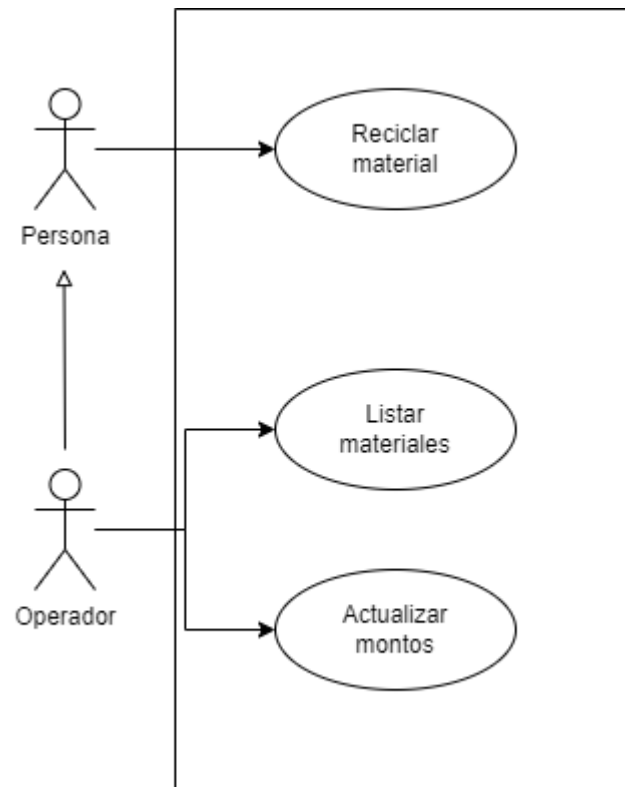 Reciclar
material
Persona
Listar
materiales
Operador
Actualizar
montos